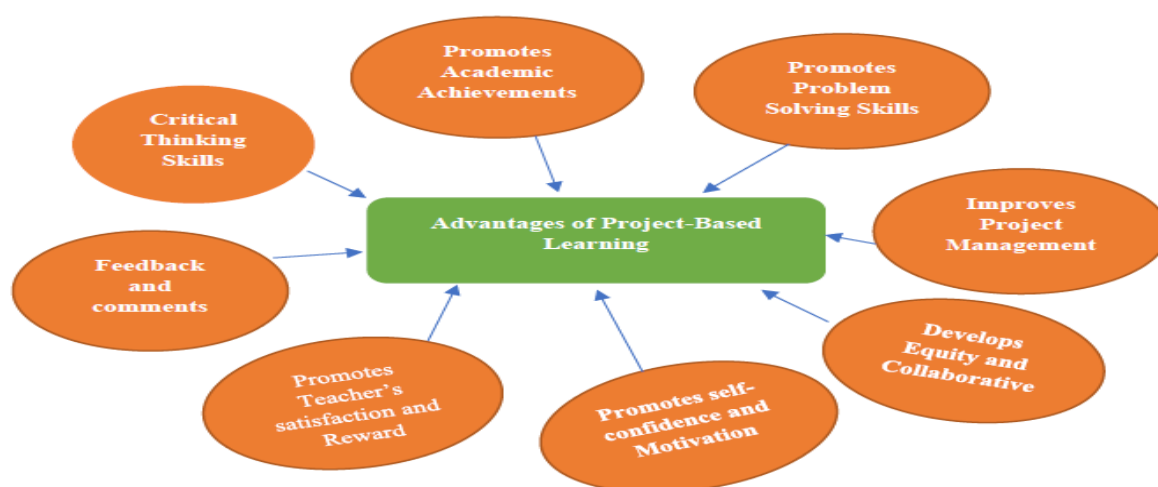 Promotes
Academic
Achievements
Promotes
Problem
Solving Skills
Critical
Thinking
Skills
Advantages of Project-Based
Learning
Improves
Project
Management
Feedback
and
comments
Develops
Equity and
Collaborative
Promotes
Teacher’s
satisfaction and
Reward
Promotes self-
confidence and
Motivation